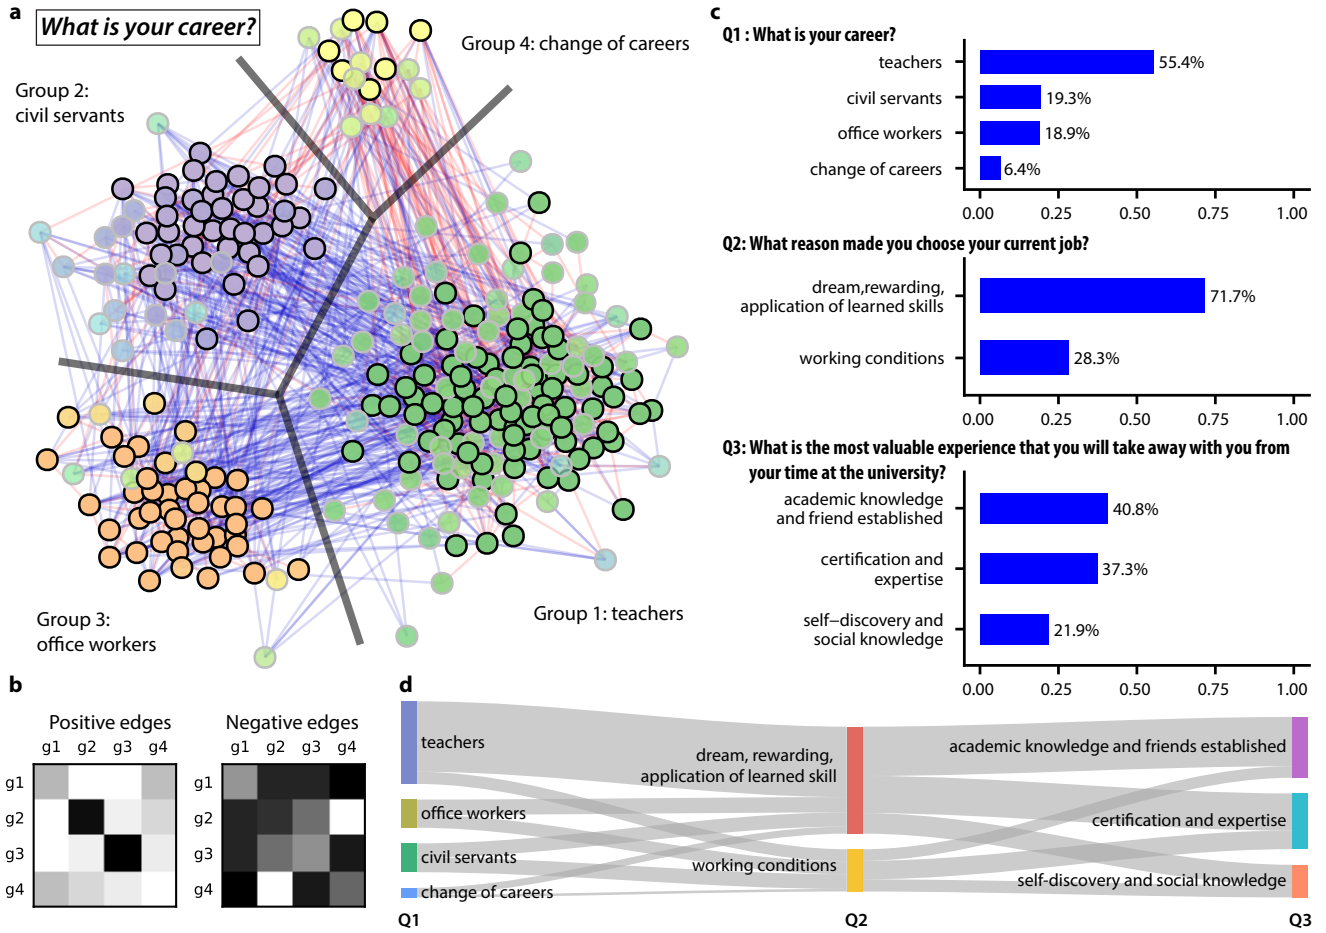 a
What is your career?
Group 4: change of careers
Group 2:
civil servants
Group 3:
office workers
Group 1: teachers
c
Q1 : What is your career?
teachers
55.4%
civil servants
19.3%
office workers
18.9%
change of careers
6.4%
0.00 0.25 0.50 0.75 1.00
Q2: What reason made you choose your current job?
dream,rewarding,
application of learned skills
71.7%
working conditions
28.3%
0.00 0.25 0.50 0.75 1.00
Q3: What is the most valuable experience that you will take away with you from
your time at the university?
academic knowledge
and friend established
40.8%
certification and
expertise
37.3%
self−discovery and
social knowledge
21.9%
0.00 0.25 0.50 0.75 1.00
b
Positive edges
g1 g2 g3 g4
g1
g2
g3
g4
Negative edges
g1 g2 g3 g4
g1
g2
g3
g4
d
teachers
office workers
civil servants
change of careers
dream, rewarding,
application of learned skill
working conditions
academic knowledge and friends established
certification and expertise
self-discovery and social knowledge
Q1 Q2 Q3